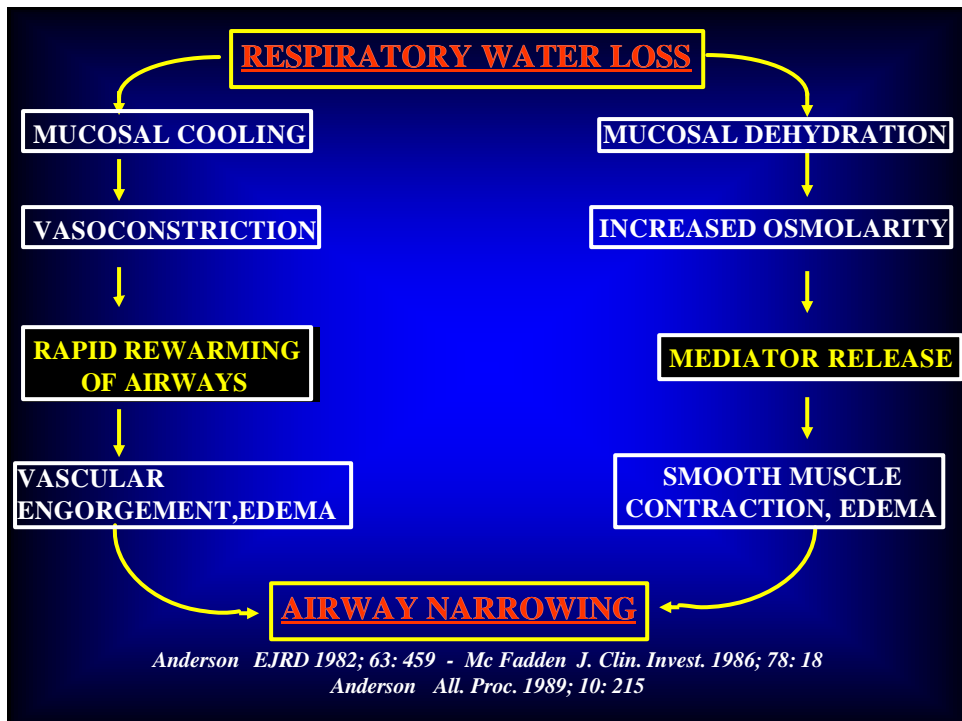 RESPIRATORY WATER LOSS
MUCOSAL COOLING
MUCOSAL DEHYDRATION
VASOCONSTRICTION
INCREASED OSMOLARITY
RAPID REWARMING
OF AIRWAYS
MEDIATOR RELEASE
VASCULAR
ENGORGEMENT,EDEMA
SMOOTH MUSCLE
CONTRACTION, EDEMA
AIRWAY NARROWING
Anderson EJRD 1982; 63: 459 - Mc Fadden J. Clin. Invest. 1986; 78: 18
Anderson All. Proc. 1989; 10: 215